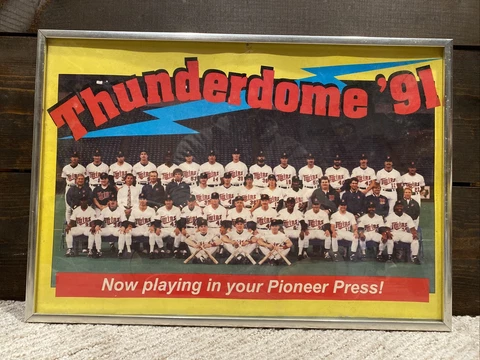 Thunderdome '91
Now playing in your Pioneer Press!